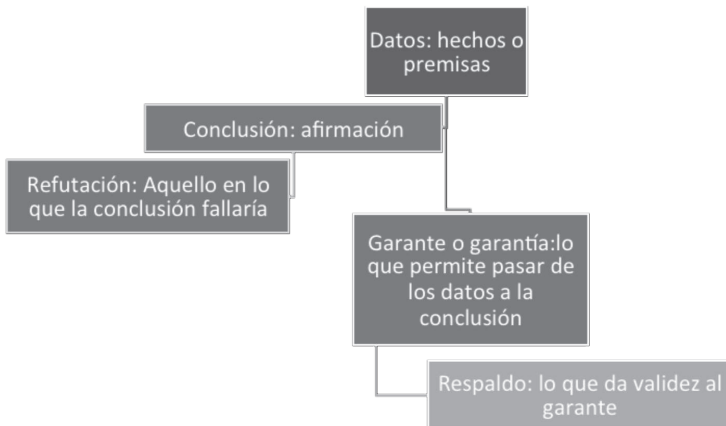 Datos: hechos o
premisas
Conclusión: afirmación
Refutación: Aquello en lo
que la conclusión fallaría
Garante o garantía:lo
que permite pasar de
los datos a la
conclusión
Respaldo: lo que da validez al
garante